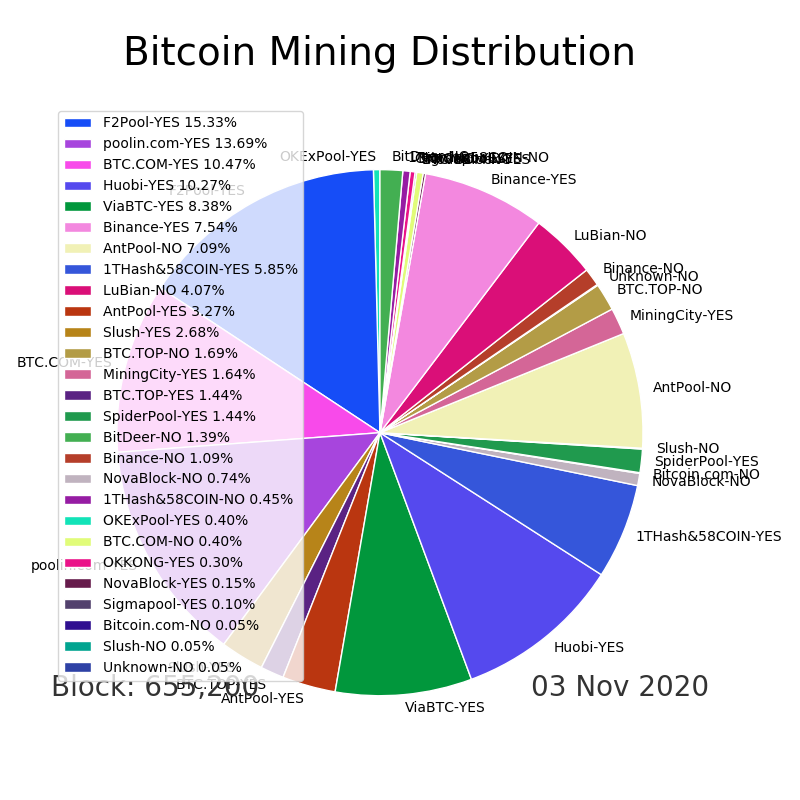 Bitcoin Mining Distribution
F2Pool-YES 15.33%
poolin.com-YES 13.69%
BTC.COM-YES 10.47%
Huobi-YES 10.27%
ViaBTC-YES 8.38%
Binance-YES 7.54%
AntPool-NO 7.09%
1THash&58COIN-YES 5.85%
LuBian-NO 4.07%
AntPool-YES 3.27%
Slush-YES 2.68%
BTC.TOP-NO 1.69%
MiningCity-YES 1.64%
BTC.TOP-YES 1.44%
SpiderPool-YES 1.44%
BitDeer-NO 1.39%
Binance-NO 1.09%
NovaBlock-NO 0.74%
1THash&58COIN-NO 0.45%
OKExPool-YES 0.40%
BTC.COM-NO 0.40%
OKKONG-YES 0.30%
NovaBlock-YES 0.15%
Sigmapool-YES 0.10%
Bitcoin.com-NO 0.05%
Slush-NO 0.05%
Unknown-NO 0.05%
OKExPool-YES
BitDeer-NO
Binance-YES
LuBian-NO
Binance-NO
Unknown-NO
BTC.TOP-NO
MiningCity-YES
AntPool-NO
Slush-NO
SpiderPool-YES
Bitcoin.com-NO
NovaBlock-NO
1THash&58COIN-YES
Huobi-YES
ViaBTC-YES
AntPool-YES
BTC.TOP-YES
poolin.com-YES
BTC.COM-YES
F2Pool-YES
Block: 655,200
03 Nov 2020